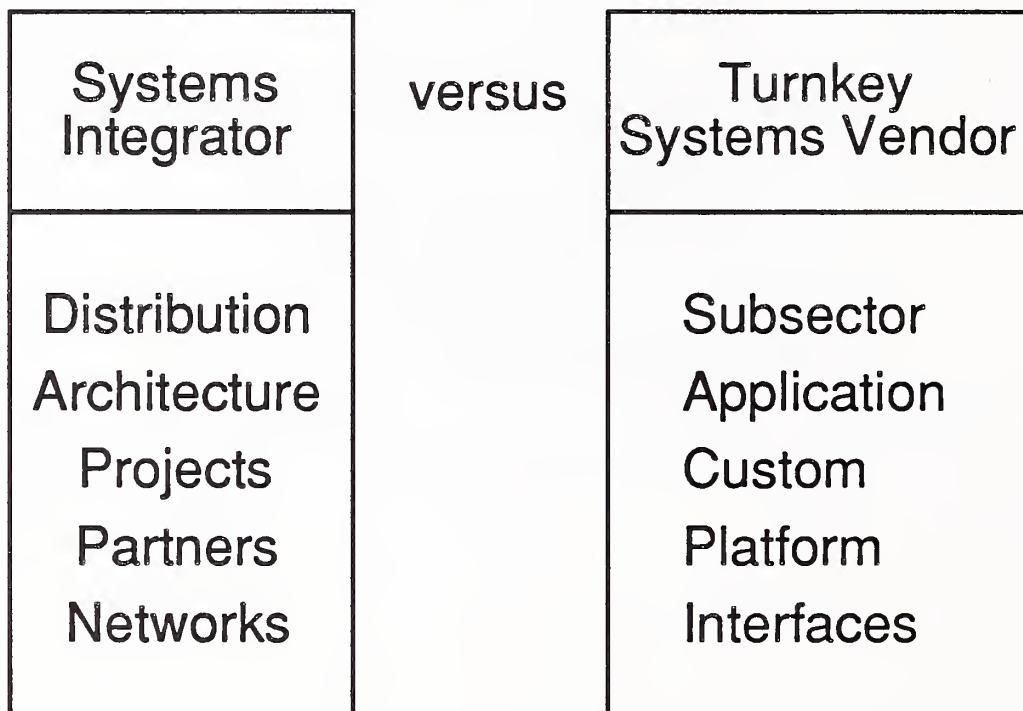 Systems
Integrator
versus
Turnkey
Systems Vendor
Distribution
Architecture
Projects
Partners
Networks
Subsector
Application
Custom
Platform
Interfaces